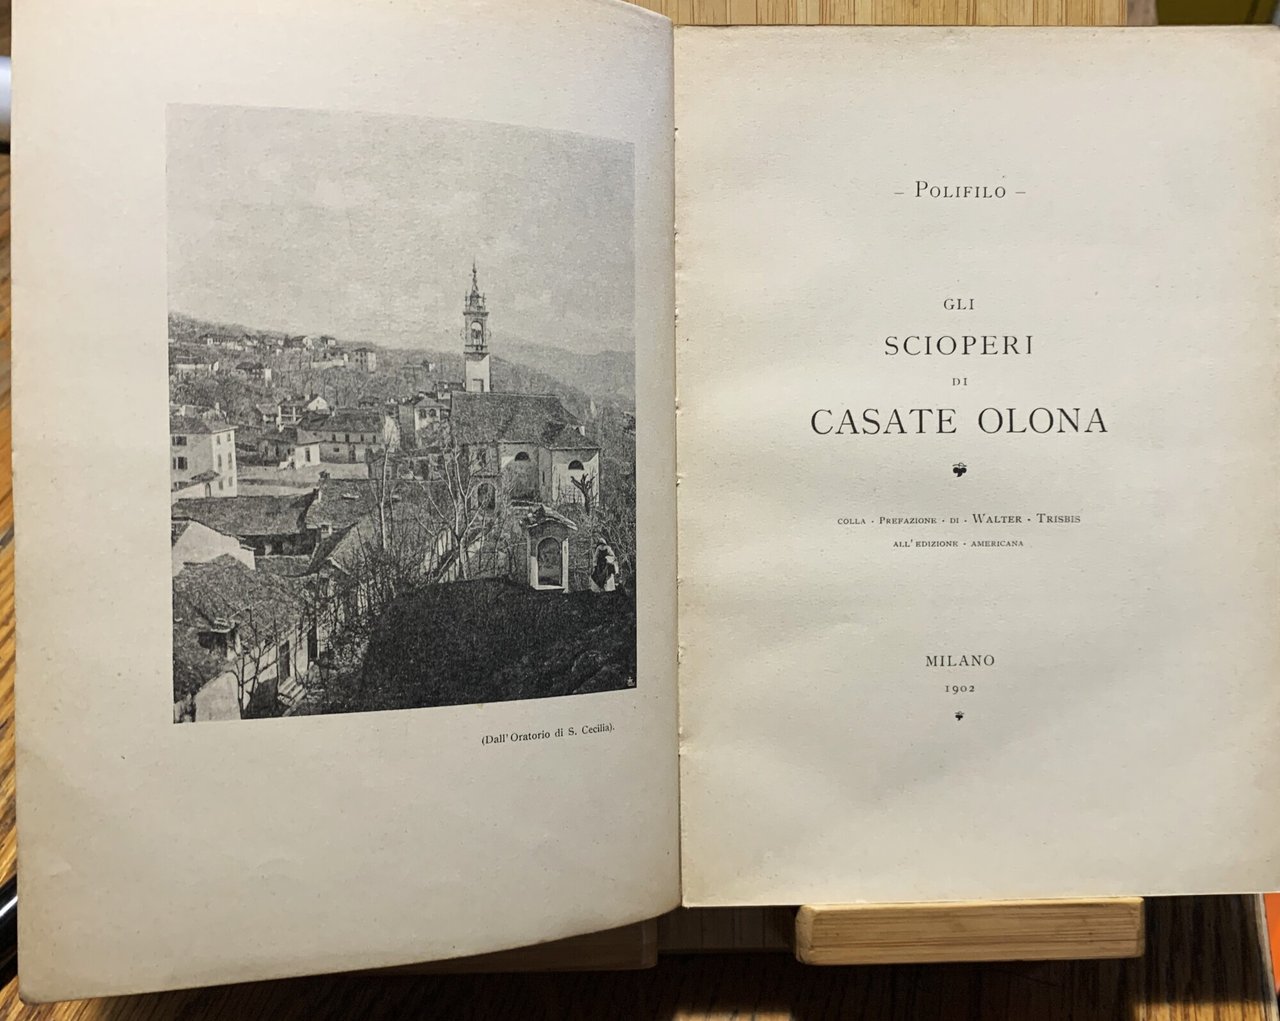 (Dall' Oratorio di S. Cecilia).
– POLIFILO –
GLI
SCIOPERI
DI
CASATE OLONA
COLLA · PREFAZIONE · DI · WALTER · TRISBIS
ALL' EDIZIONE · AMERICANA
MILANO
1902